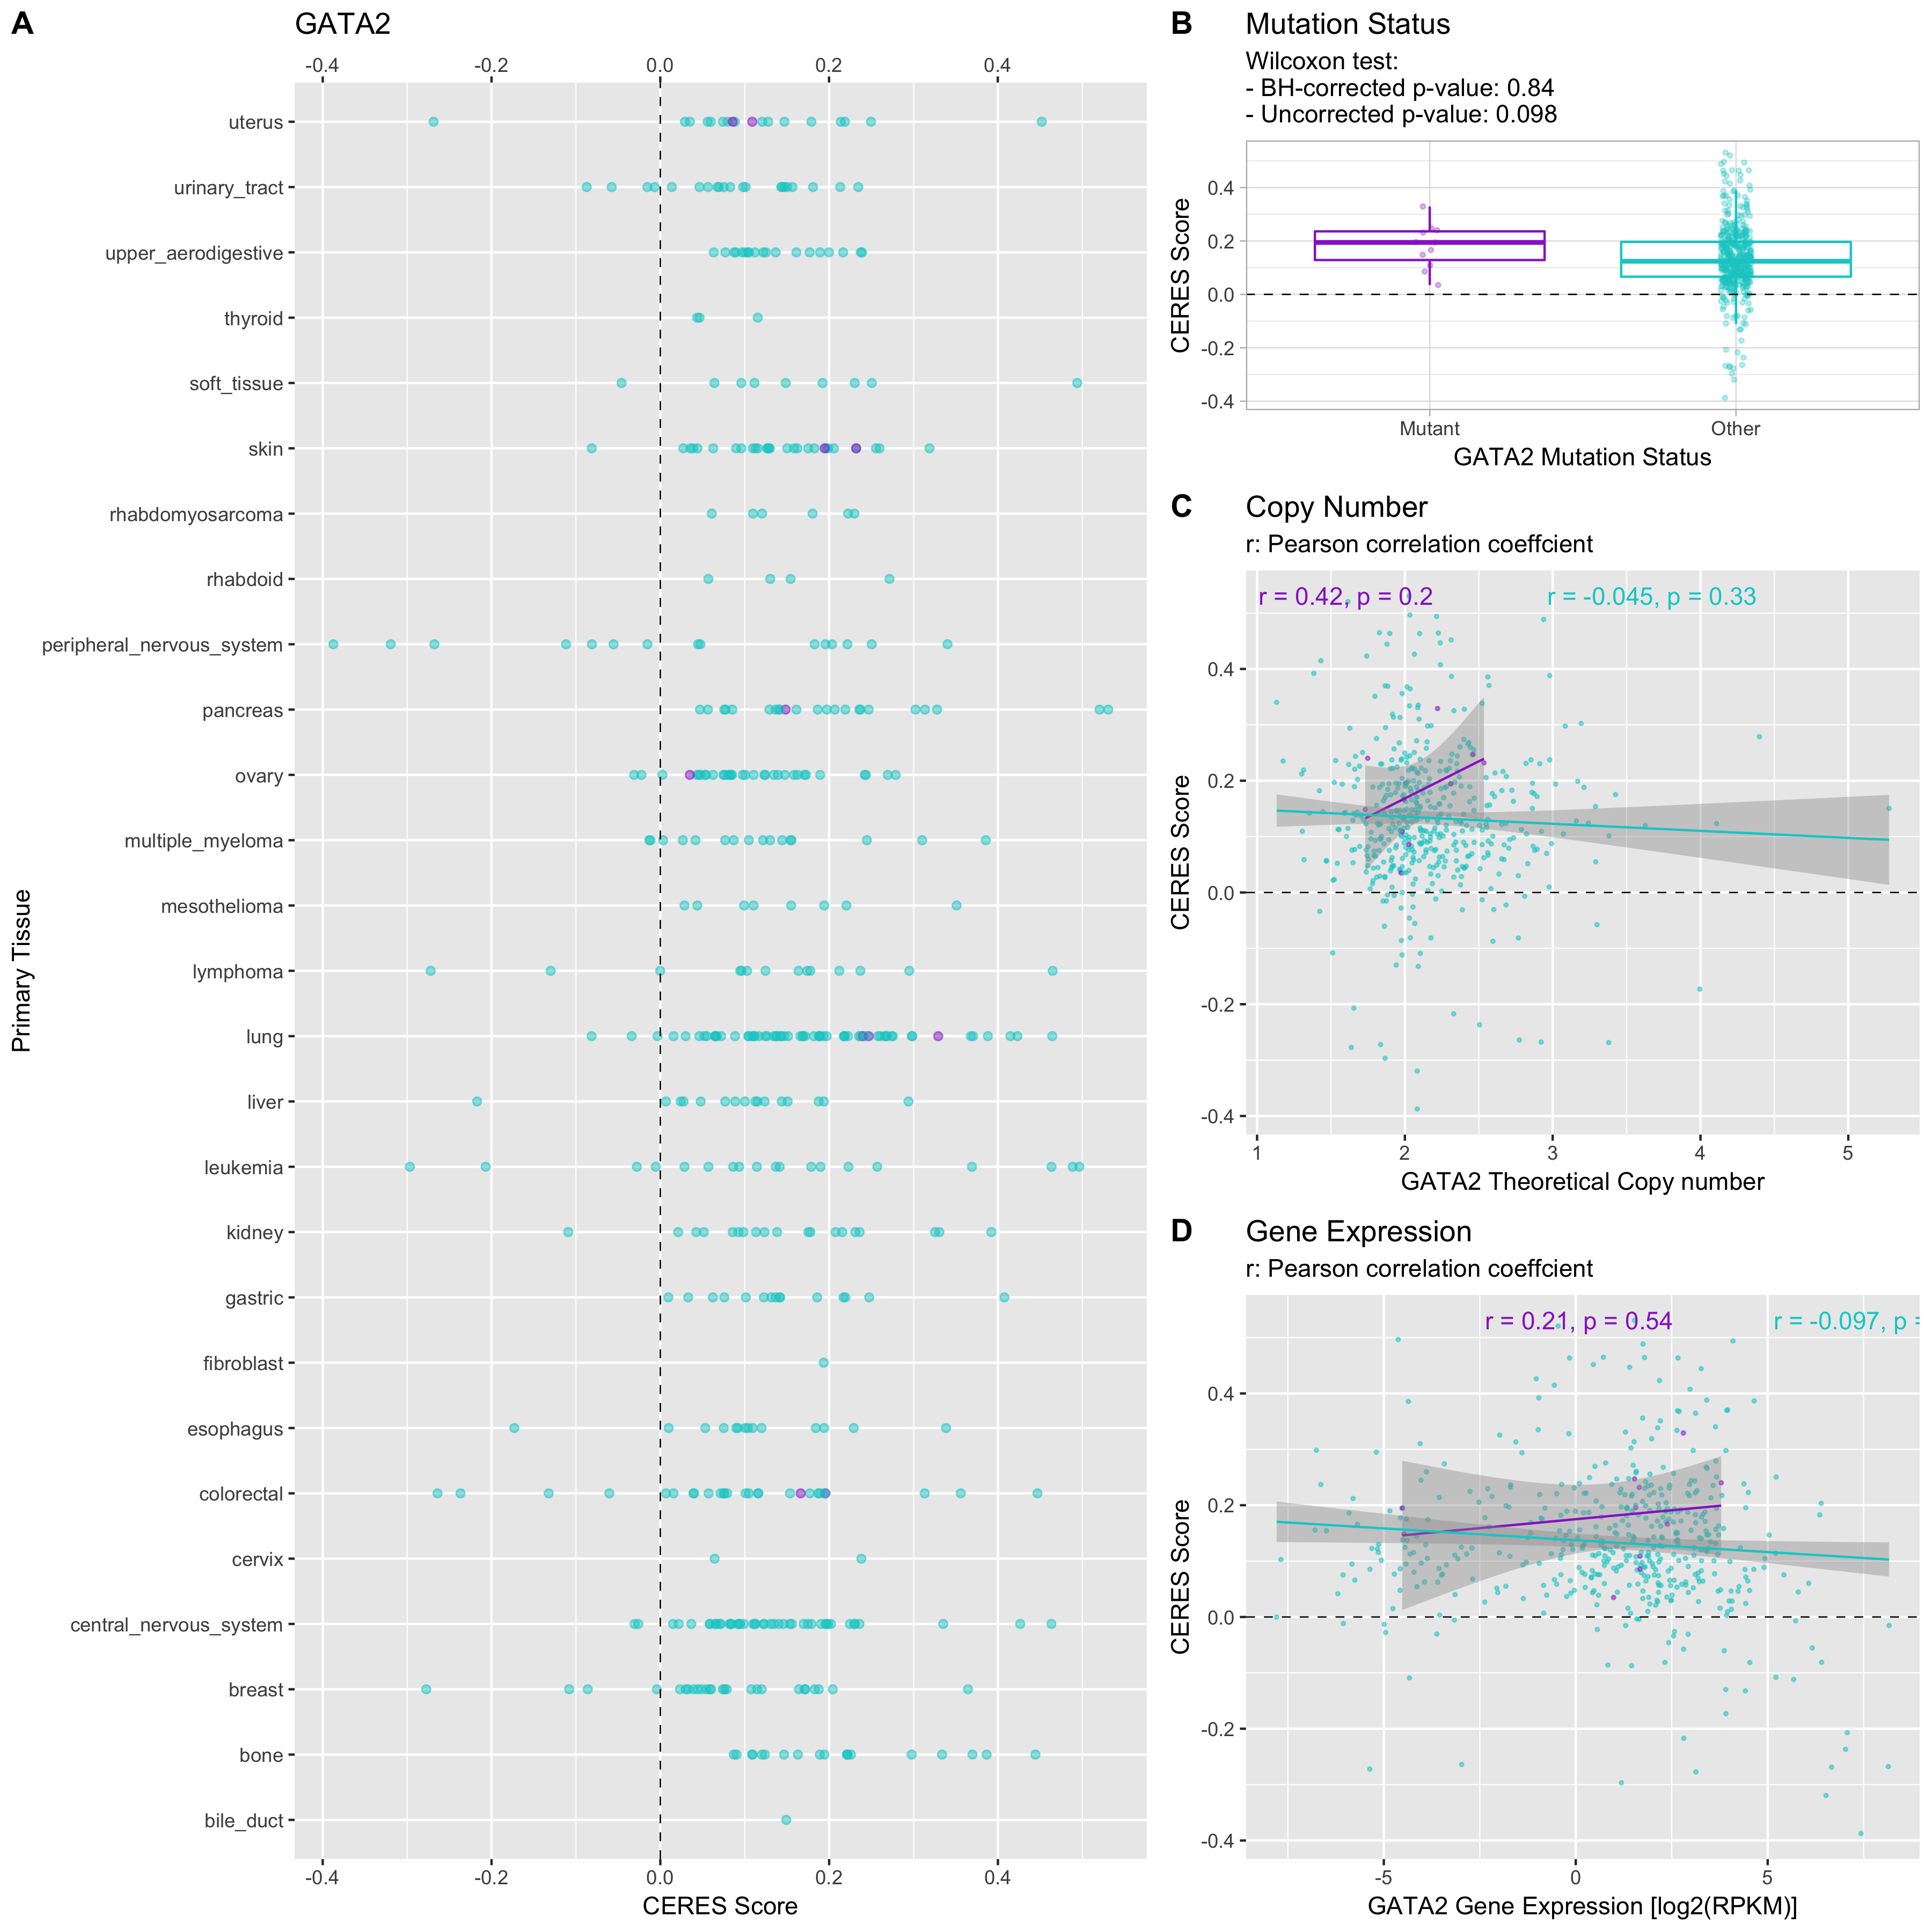 A
GATA2
-0.4 -0.2 0.0 0.2 0.4
Primary Tissue
uterus
urinary_tract
upper_aerodigestive
thyroid
soft_tissue
skin
rhabdomyosarcoma
rhabdoid
peripheral_nervous_system
pancreas
ovary
multiple_myeloma
mesothelioma
lymphoma
lung
liver
leukemia
kidney
gastric
fibroblast
esophagus
colorectal
cervix
central_nervous_system
breast
bone
bile_duct
-0.4 -0.2 0.0 0.2 0.4
CERES Score
B
Mutation Status
Wilcoxon test:
- BH-corrected p-value: 0.84
- Uncorrected p-value: 0.098
CERES Score
0.4
0.2
0.0
-0.2
-0.4
Mutant Other
GATA2 Mutation Status
C
Copy Number
r: Pearson correlation coeffcient
r = 0.42, p = 0.2
r = -0.045, p = 0.33
CERES Score
0.4
0.2
0.0
-0.2
-0.4
1 2 3 4 5
GATA2 Theoretical Copy number
D
Gene Expression
r: Pearson correlation coeffcient
r = 0.21, p = 0.54
r = -0.097, p =
CERES Score
0.4
0.2
0.0
-0.2
-0.4
-5 0 5
GATA2 Gene Expression [log2(RPKM)]